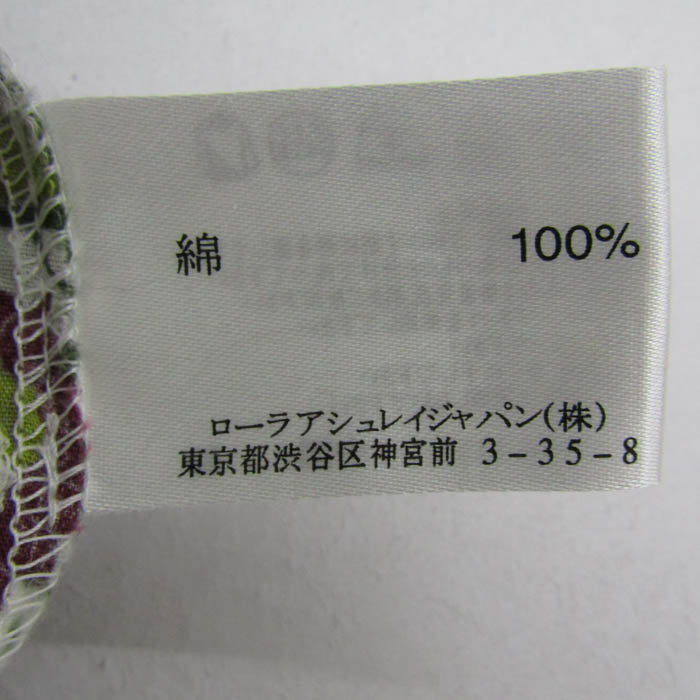 綿 100%
ローラアシュレイジャパン(株)
東京都渋谷区神宮前 3-35-8